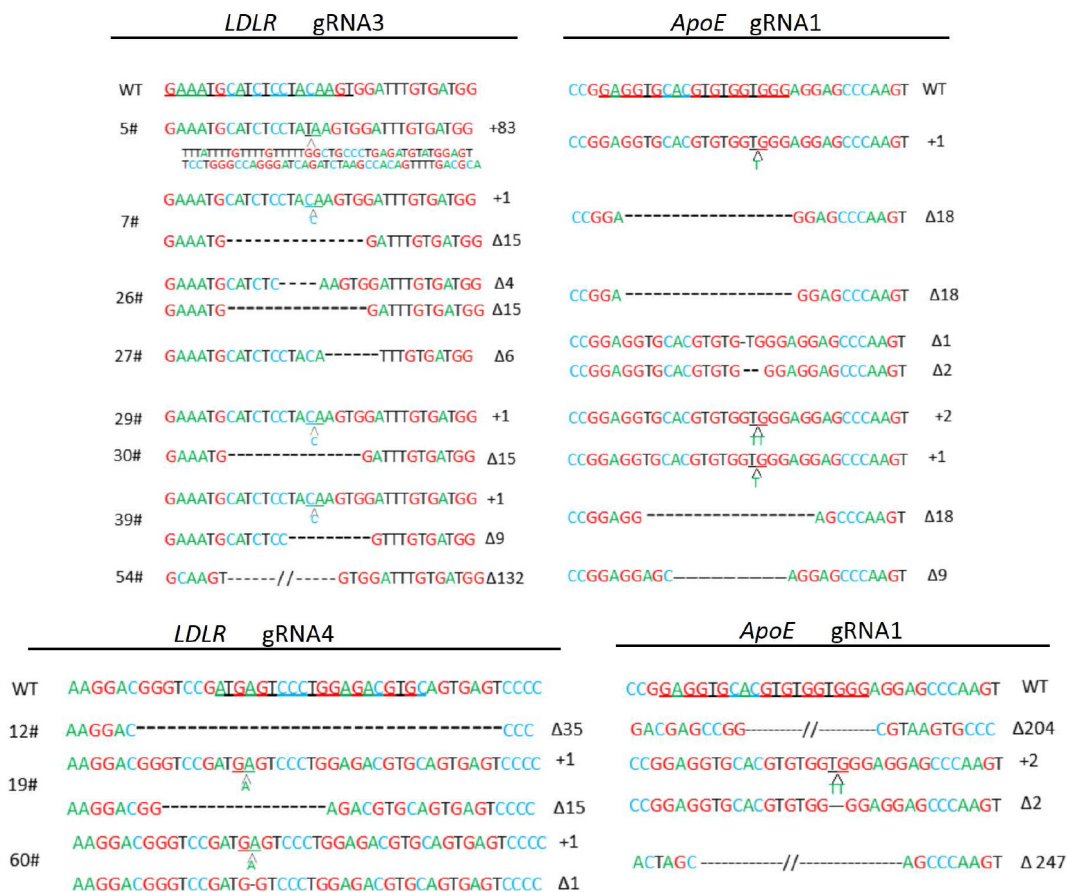 LDLR gRNA3
WT GAAATGCATCTCCTACAAGTGGATTTGTGATGG
5# GAAATGCATCTCCTATAAGTGGATTTGTGATGG +83
^
TTTATTTTGTTTTGTTTTTGGCTGCCCTGAGATGTATGGAGT
TCCTGGGCCAGGGATCAGATCTAAGCCACAGTTTTGACGCA
7#
GAAATGCATCTCCTACAAGTGGATTTGTGATGG +1
^
C
GAAATG---------------GATTTGTGATGG Δ15
26#
GAAATGCATCTC----AAGTGGATTTGTGATGG Δ4
GAAATG---------------GATTTGTGATGG Δ15
27# GAAATGCATCTCCTACA------TTTGTGATGG Δ6
29# GAAATGCATCTCCTACAAGTGGATTTGTGATGG +1
^
C
30# GAAATG---------------GATTTGTGATGG Δ15
39#
GAAATGCATCTCCTACAAGTGGATTTGTGATGG +1
^
C
GAAATGCATCTCC---------GTTTGTGATGG Δ9
54# GCAAGT------//-----GTGGATTTGTGATGG Δ132
ApoE gRNA1
CCGGAGGTGCACGTGTGGTGGGAGGAGCCCAAGT WT
CCGGAGGTGCACGTGTGGTGGGAGGAGCCCAAGT +1
^
T
CCGGA------------------GGAGCCCAAGT Δ18
CCGGA------------------GGAGCCCAAGT Δ18
CCGGAGGTGCACGTGTG-TGGGAGGAGCCCAAGT Δ1
CCGGAGGTGCACGTGTG--GGAGGAGCCCAAGT Δ2
CCGGAGGTGCACGTGTGGTGGGAGGAGCCCAAGT +2
^
TT
CCGGAGGTGCACGTGTGGTGGGAGGAGCCCAAGT +1
^
T
CCGGAGG------------------AGCCCAAGT Δ18
CCGGAGGAGC---------AGGAGCCCAAGT Δ9
LDLR gRNA4
WT AAGGACGGGTCCGATGAGTCCCTGGAGACGTGCAGTGAGTCCCC
12# AAGGAC-----------------------------------CCC Δ35
19#
AAGGACGGGTCCGATGAGTCCCTGGAGACGTGCAGTGAGTCCCC +1
^
A
AAGGACGG---------------AGACGTGCAGTGAGTCCCC Δ15
60#
AAGGACGGGTCCGATGAGTCCCTGGAGACGTGCAGTGAGTCCCC +1
^
A
AAGGACGGGTCCGATG-GTCCCTGGAGACGTGCAGTGAGTCCCC Δ1
ApoE gRNA1
CCGGAGGTGCACGTGTGGTGGGAGGAGCCCAAGT WT
GACGAGCCGG----------//----------CGTAAGTGCCC Δ204
CCGGAGGTGCACGTGTGGTGGGAGGAGCCCAAGT +2
^
TT
CCGGAGGTGCACGTGTGG—GGAGGAGCCCAAGT Δ2
ACTAGC --------------//---------------AGCCCAAGT Δ 247